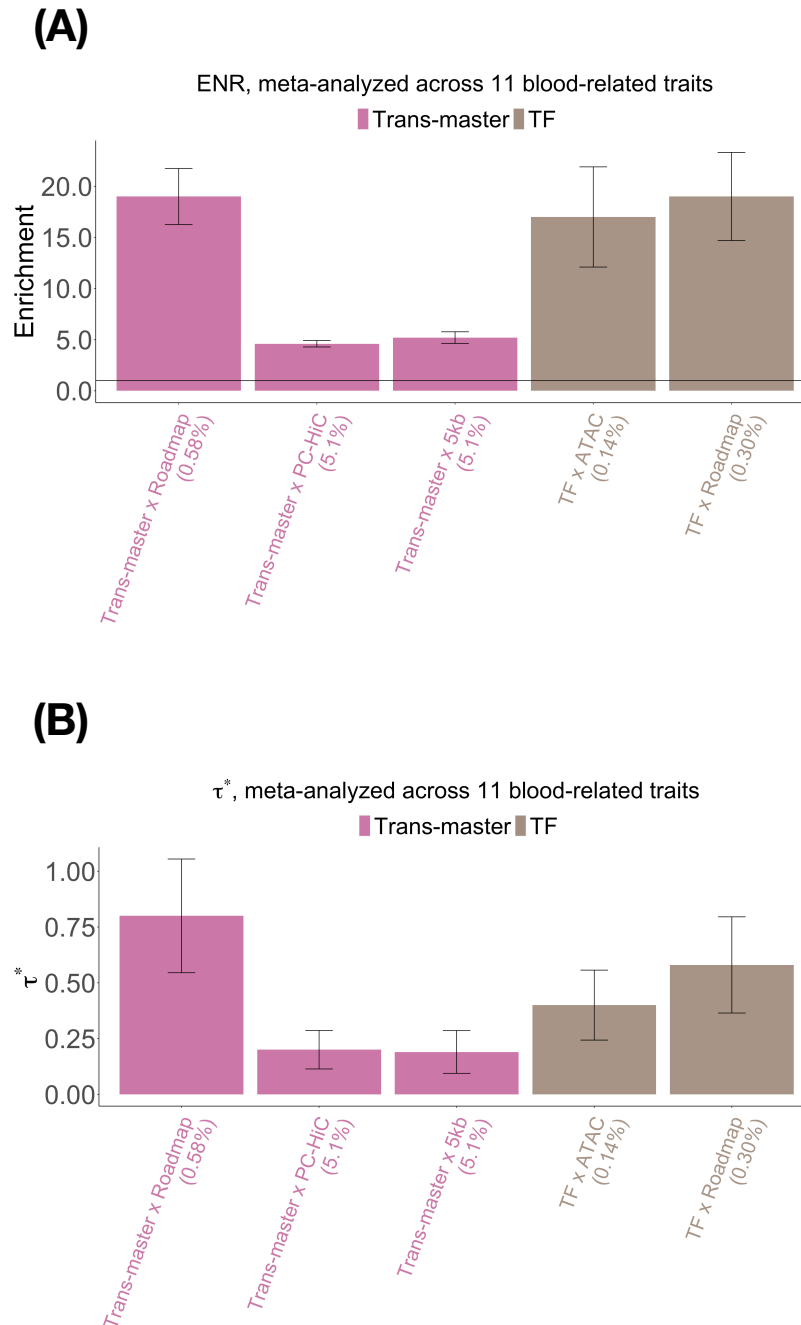 (A)
ENR, meta-analyzed across 11 blood-related traits
Trans-master TF
Enrichment
20.0
15.0
10.0
5.0
0.0
Trans-master x Roadmap
(0.58%)
Trans-master x PC-HiC
(5.1%)
Trans-master x 5kb
(5.1%)
TF x ATAC
(0.14%)
TF x Roadmap
(0.30%)
(B)
τ*, meta-analyzed across 11 blood-related traits
Trans-master TF
τ*
1.00
0.75
0.50
0.25
0.00
Trans-master x Roadmap
(0.58%)
Trans-master x PC-HiC
(5.1%)
Trans-master x 5kb
(5.1%)
TF x ATAC
(0.14%)
TF x Roadmap
(0.30%)